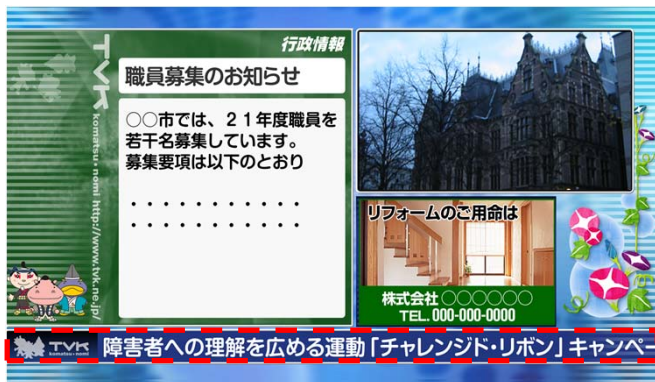 行政情報
TVK
komatsu・nomi http://www.tvk.ne.jp/
職員募集のお知らせ
○○市では、２１年度職員を
若干名募集しています。
募集要項は以下のとおり
・・・・・・・・・・・
・・・・・・・・・・・
リフォームのご用命は
株式会社○○○○○○
TEL.000-000-0000
TVK
komatsu・nomi
障害者への理解を広める運動「チャレンジド・リボン」キャンペー